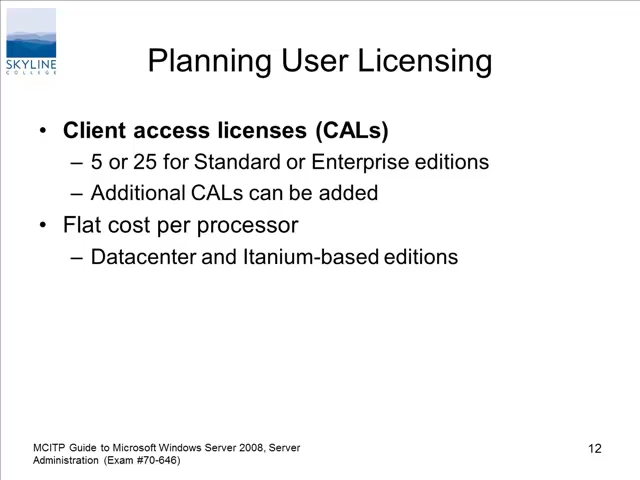 SKYLINE
COLLEGE
Planning User Licensing
• Client access licenses (CALs)
– 5 or 25 for Standard or Enterprise editions
– Additional CALs can be added
• Flat cost per processor
– Datacenter and Itanium-based editions
MCITP Guide to Microsoft Windows Server 2008, Server
Administration (Exam #70-646)
12